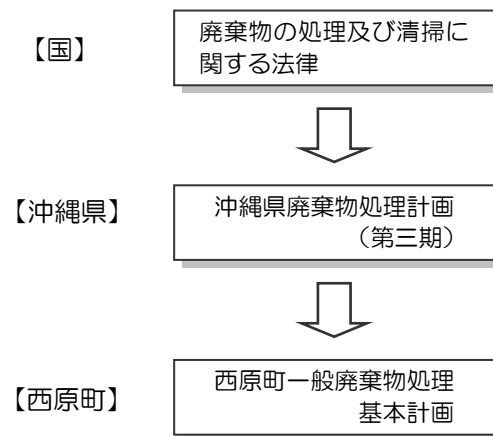 【国】
廃棄物の処理及び清掃に
関する法律
【沖縄県】
沖縄県廃棄物処理計画
（第三期）
【西原町】
西原町一般廃棄物処理
基本計画